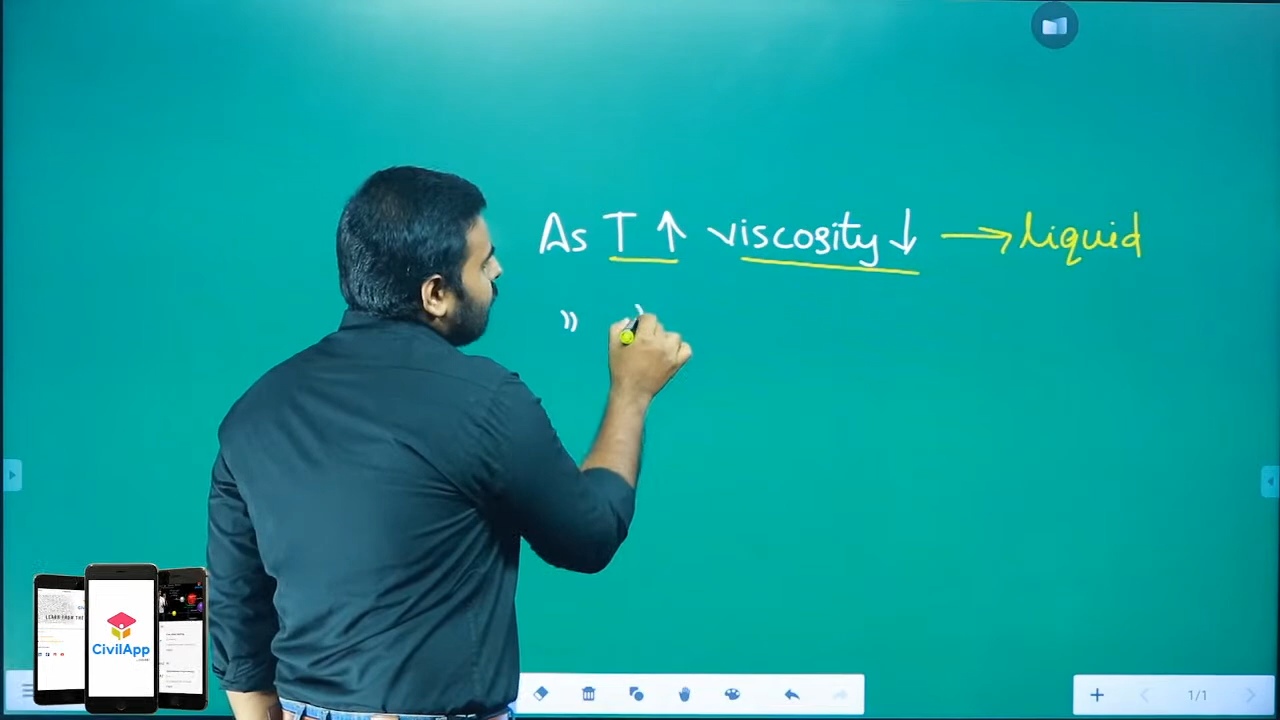 As T ↑ viscosity ↓ → liquid
" "
CivilApp
1/1